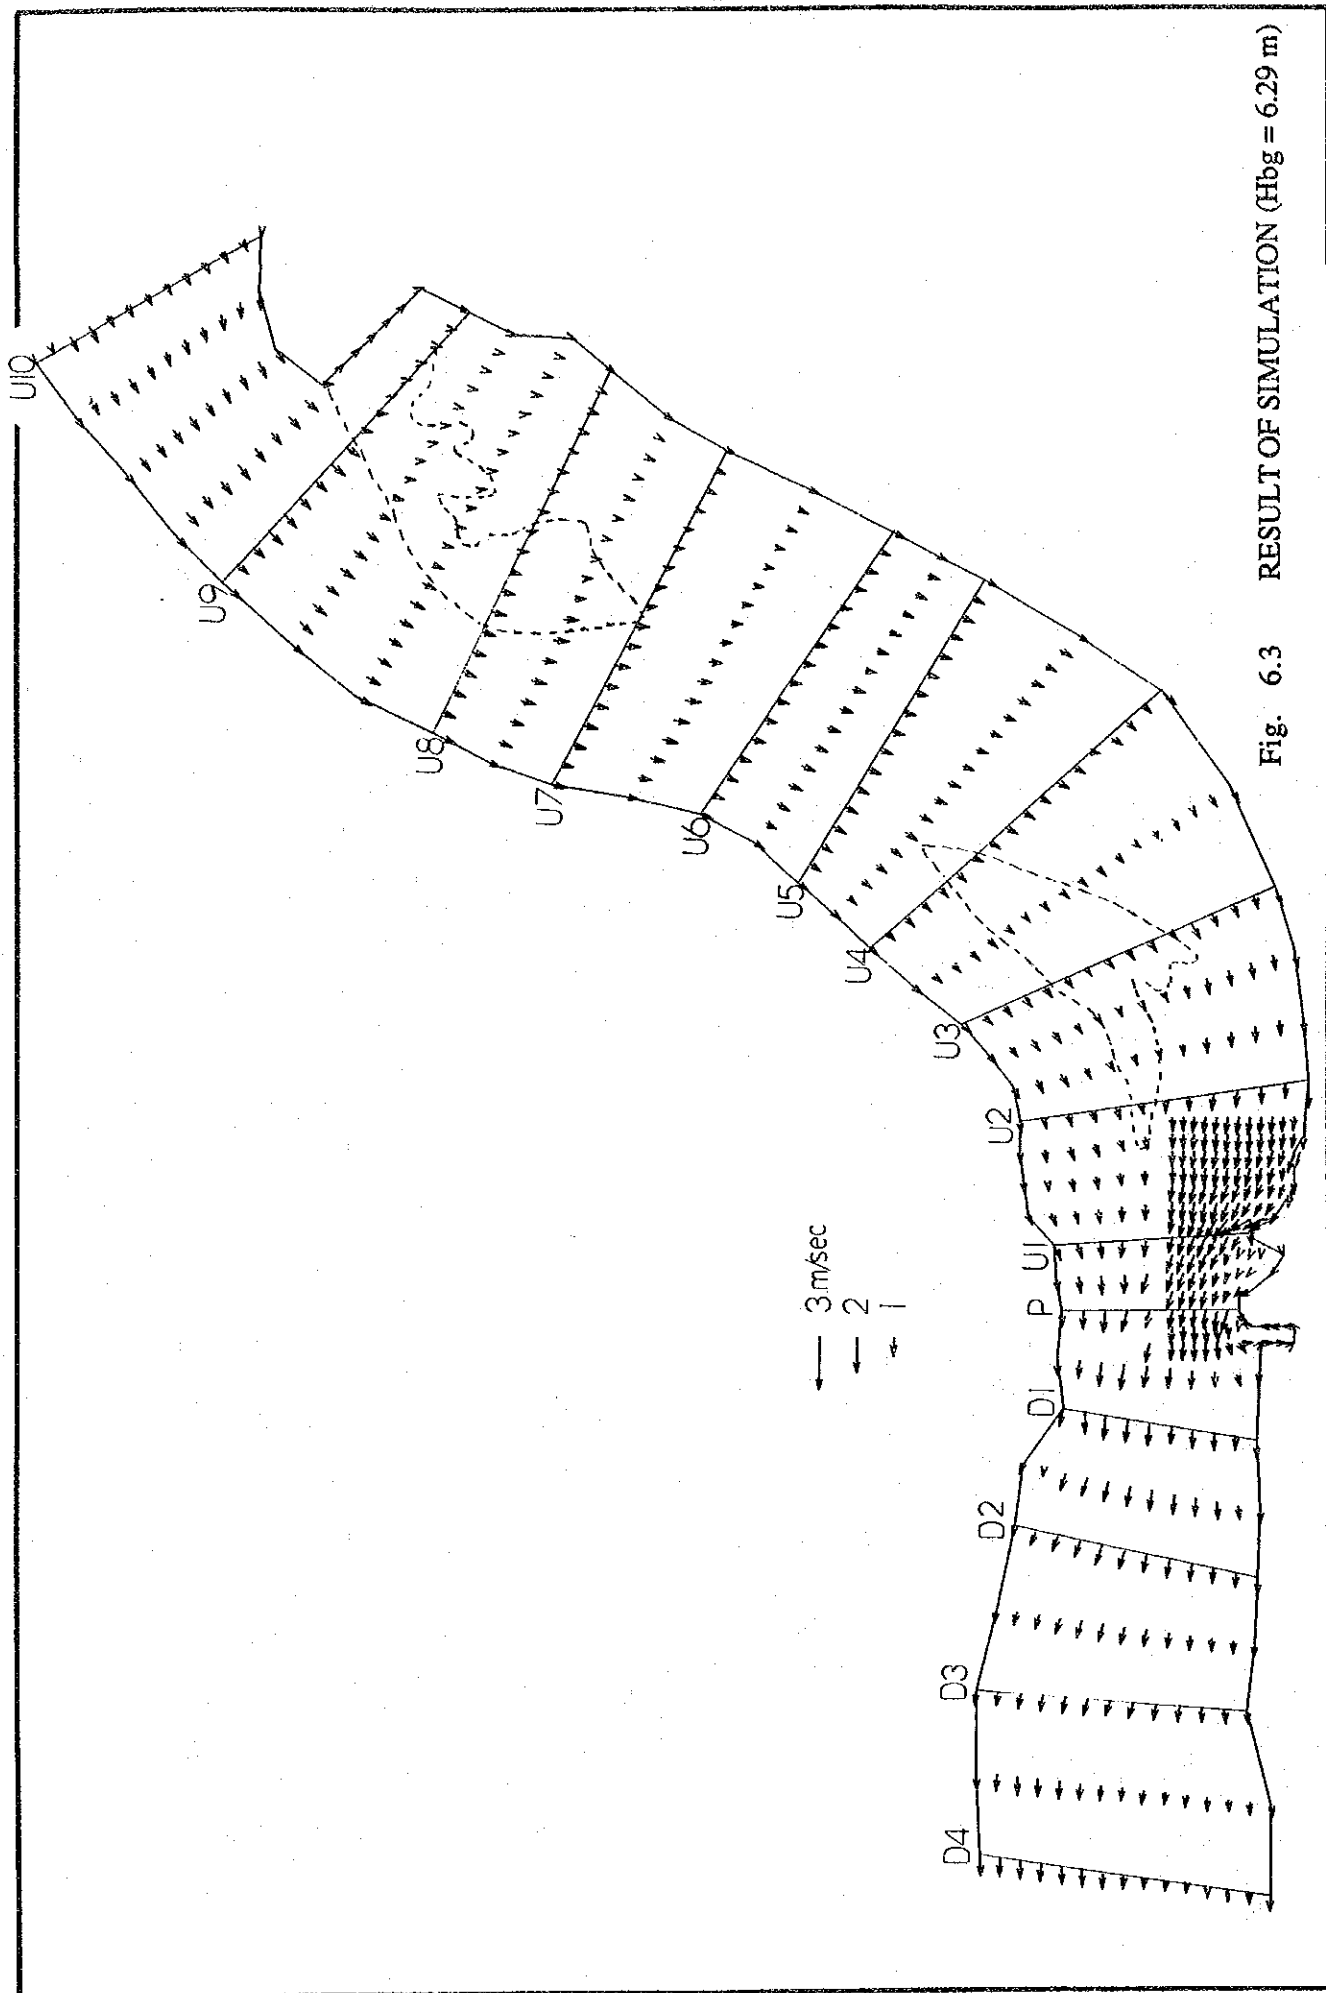 U10
U9
U8
U7
U6
U5
U4
U3
U2
U1
P
D1
D2
D3
D4
3 m/sec
2
1
Fig. 6.3 RESULT OF SIMULATION (Hbg = 6.29 m)